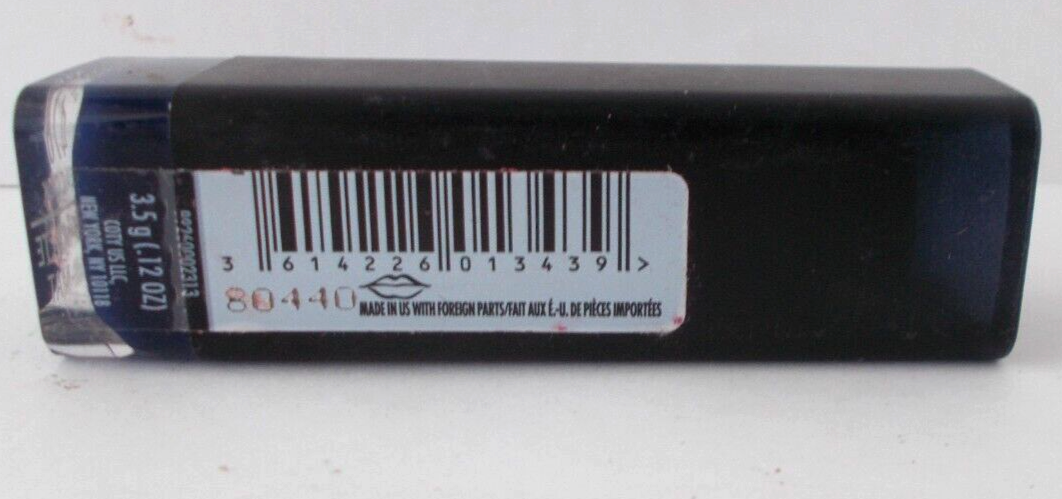 3 614226 013439 >
80440
MADE IN US WITH FOREIGN PARTS/FAIT AUX É.-U. DE PIÈCES IMPORTÉES
3.5 g (.12 OZ)
COTY US LLC
NEW YORK, NY 10118